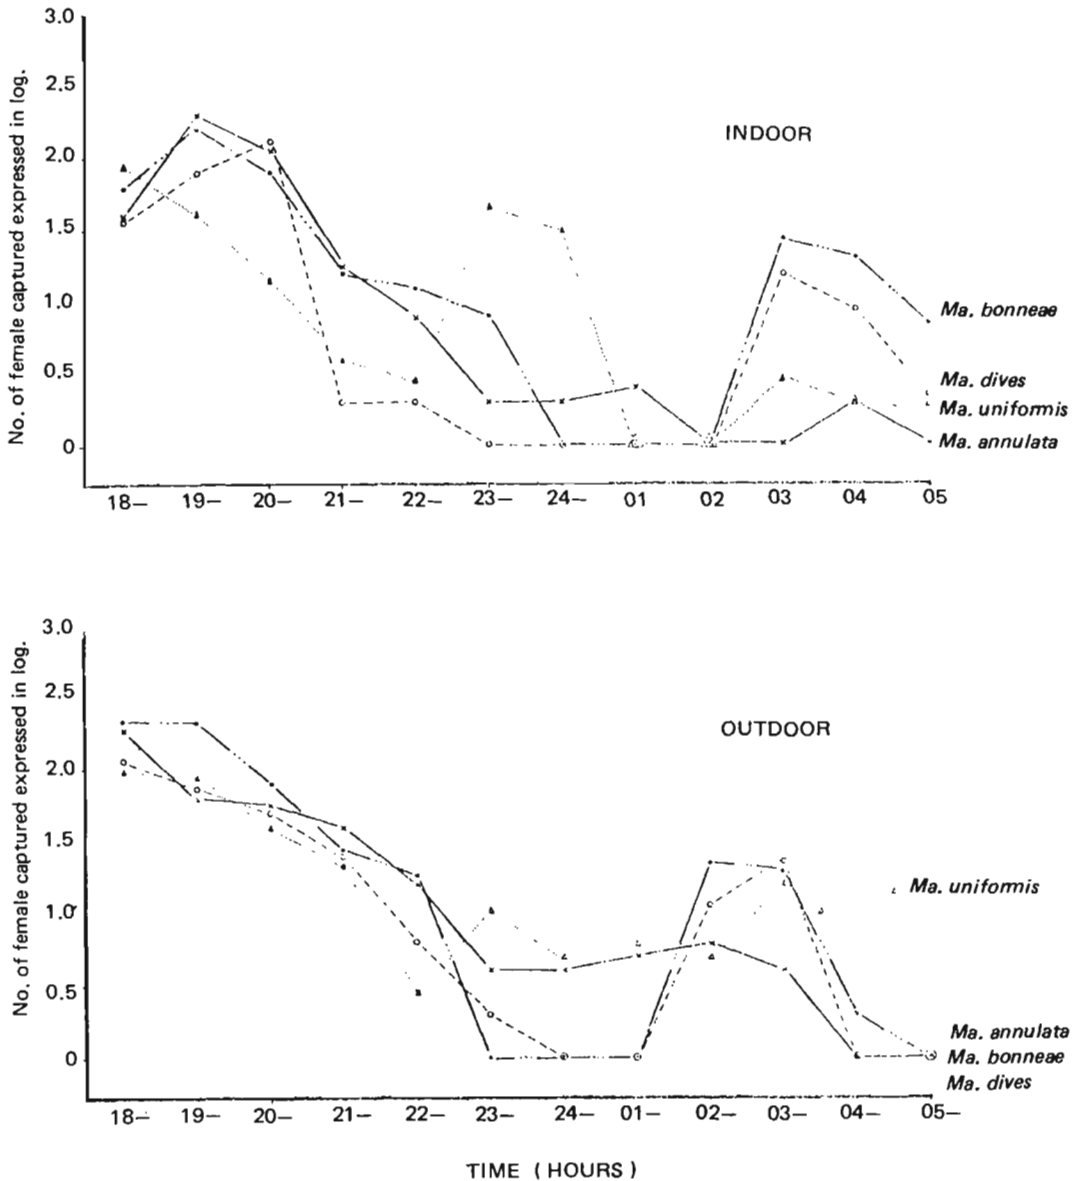 No. of female captured expressed in log.
3.0
2.5
2.0
1.5
1.0
0.5
0
INDOOR
Ma. bonneae
Ma. dives
Ma. uniformis
Ma. annulata
18— 19— 20— 21— 22— 23— 24— 01 02 03 04 05
No. of female captured expressed in log.
3.0
2.5
2.0
1.5
1.0
0.5
0
OUTDOOR
Ma. uniformis
Ma. annulata
Ma. bonneae
Ma. dives
18— 19— 20— 21— 22— 23— 24— 01— 02— 03— 04— 05—
TIME (HOURS)